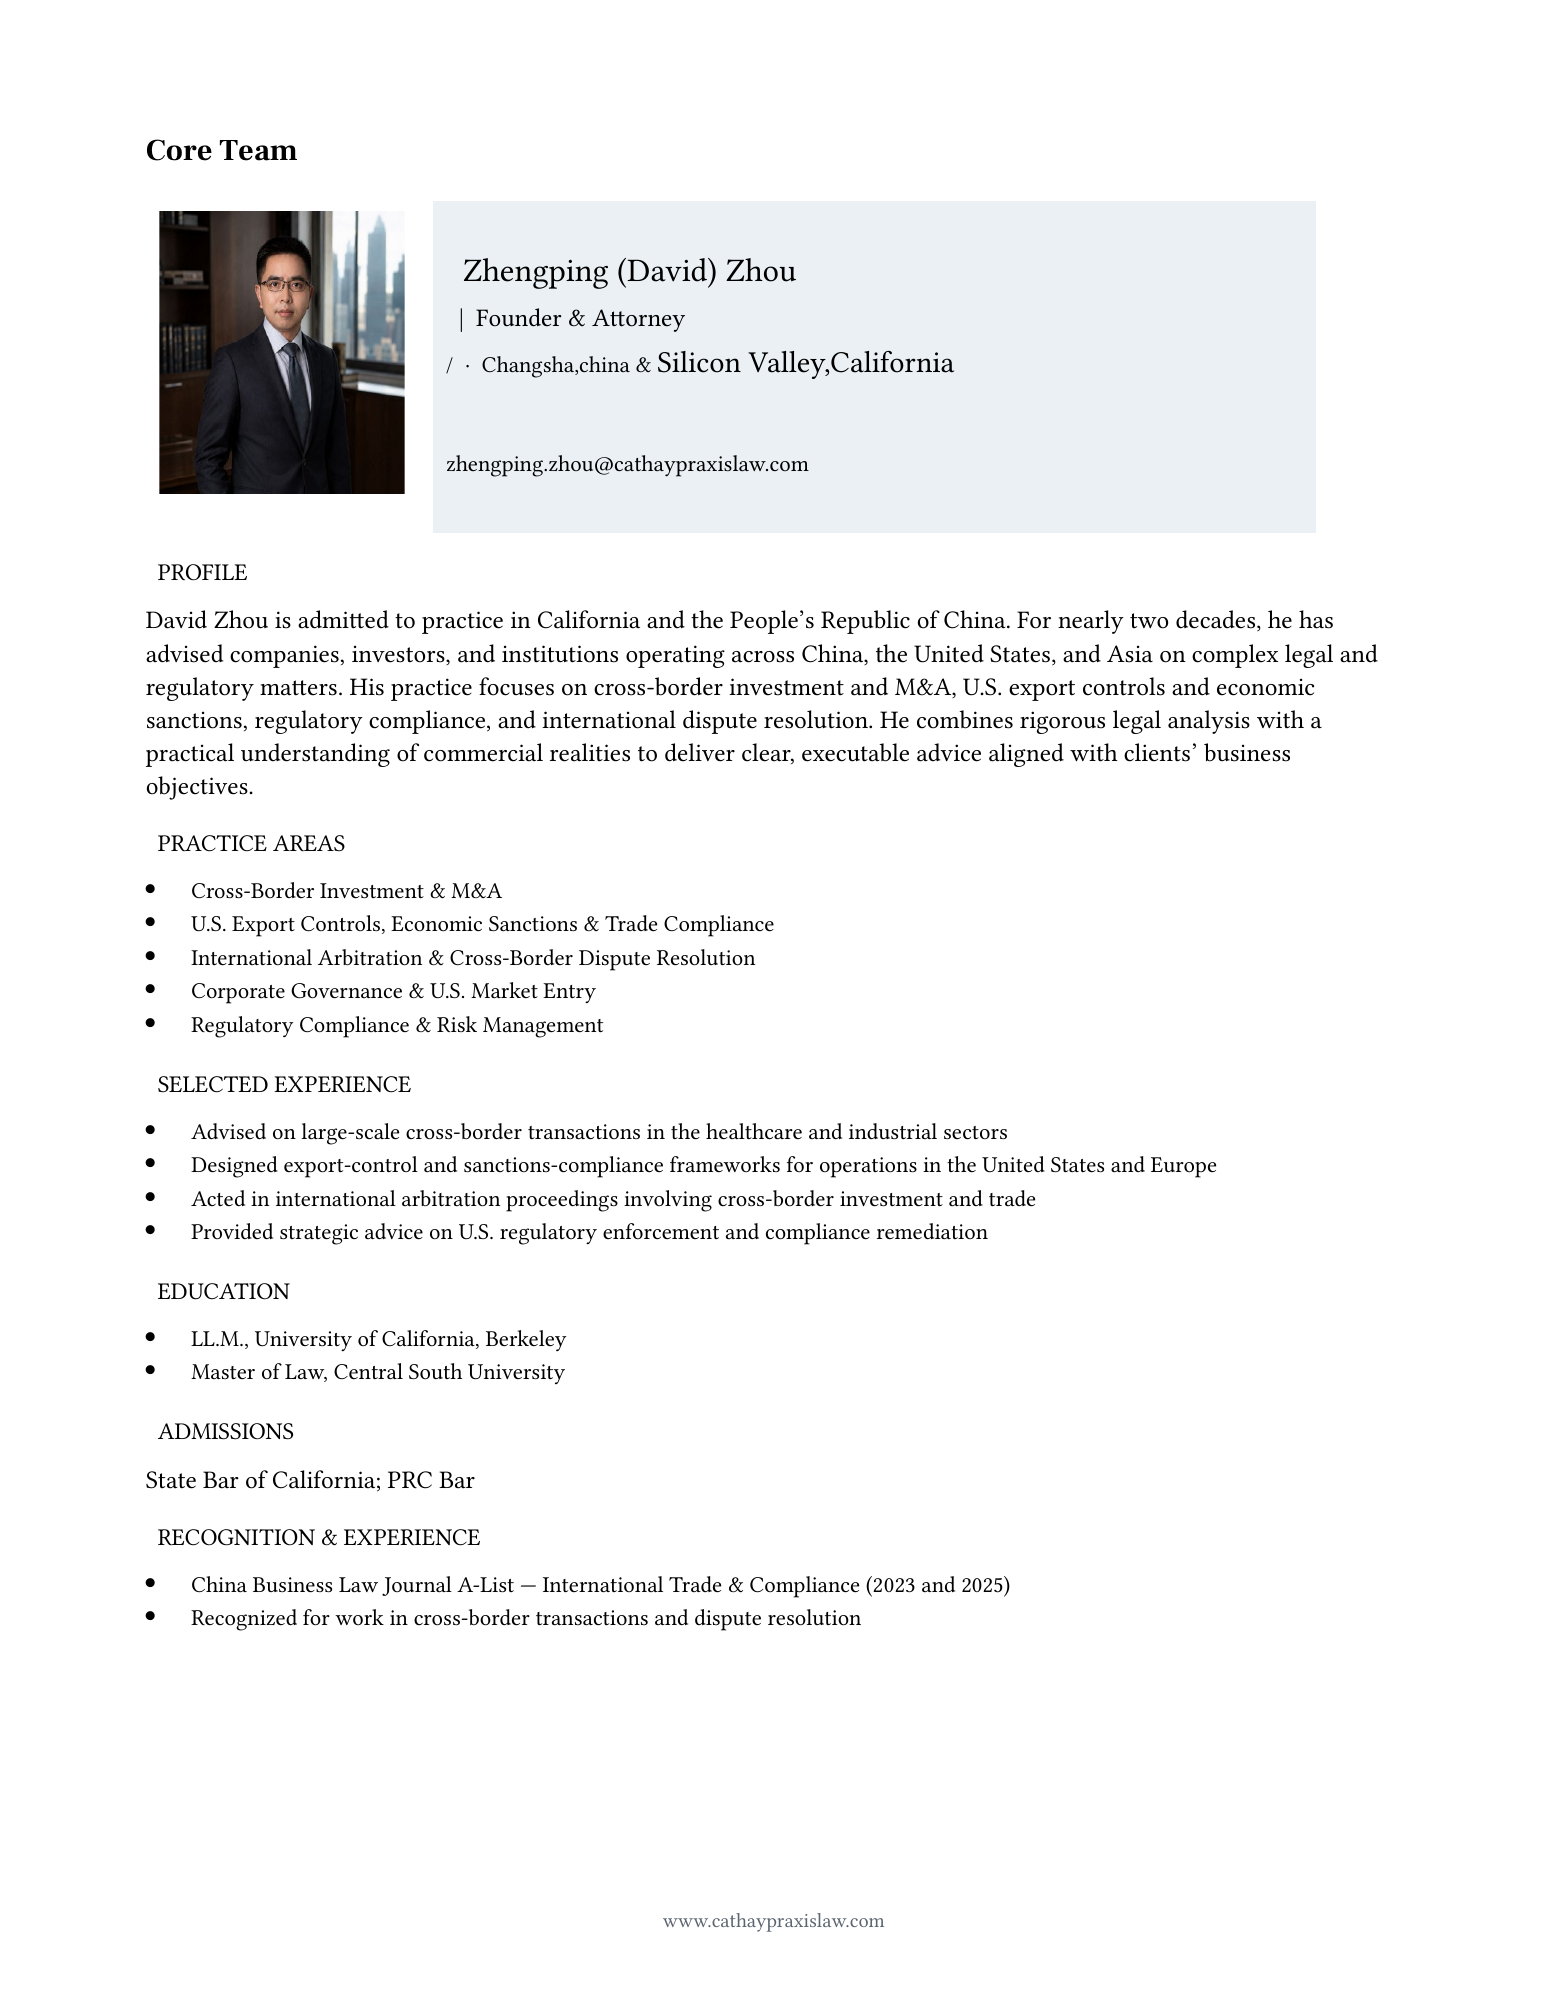 Core Team
Zhengping (David) Zhou
| Founder & Attorney
/ · Changsha,china & Silicon Valley,California
zhengping.zhou@cathaypraxislaw.com
PROFILE
David Zhou is admitted to practice in California and the People’s Republic of China. For nearly two decades, he has
advised companies, investors, and institutions operating across China, the United States, and Asia on complex legal and
regulatory matters. His practice focuses on cross-border investment and M&A, U.S. export controls and economic
sanctions, regulatory compliance, and international dispute resolution. He combines rigorous legal analysis with a
practical understanding of commercial realities to deliver clear, executable advice aligned with clients’ business
objectives.
PRACTICE AREAS
• Cross-Border Investment & M&A
• U.S. Export Controls, Economic Sanctions & Trade Compliance
• International Arbitration & Cross-Border Dispute Resolution
• Corporate Governance & U.S. Market Entry
• Regulatory Compliance & Risk Management
SELECTED EXPERIENCE
• Advised on large-scale cross-border transactions in the healthcare and industrial sectors
• Designed export-control and sanctions-compliance frameworks for operations in the United States and Europe
• Acted in international arbitration proceedings involving cross-border investment and trade
• Provided strategic advice on U.S. regulatory enforcement and compliance remediation
EDUCATION
• LL.M., University of California, Berkeley
• Master of Law, Central South University
ADMISSIONS
State Bar of California; PRC Bar
RECOGNITION & EXPERIENCE
• China Business Law Journal A-List — International Trade & Compliance (2023 and 2025)
• Recognized for work in cross-border transactions and dispute resolution
www.cathaypraxislaw.com